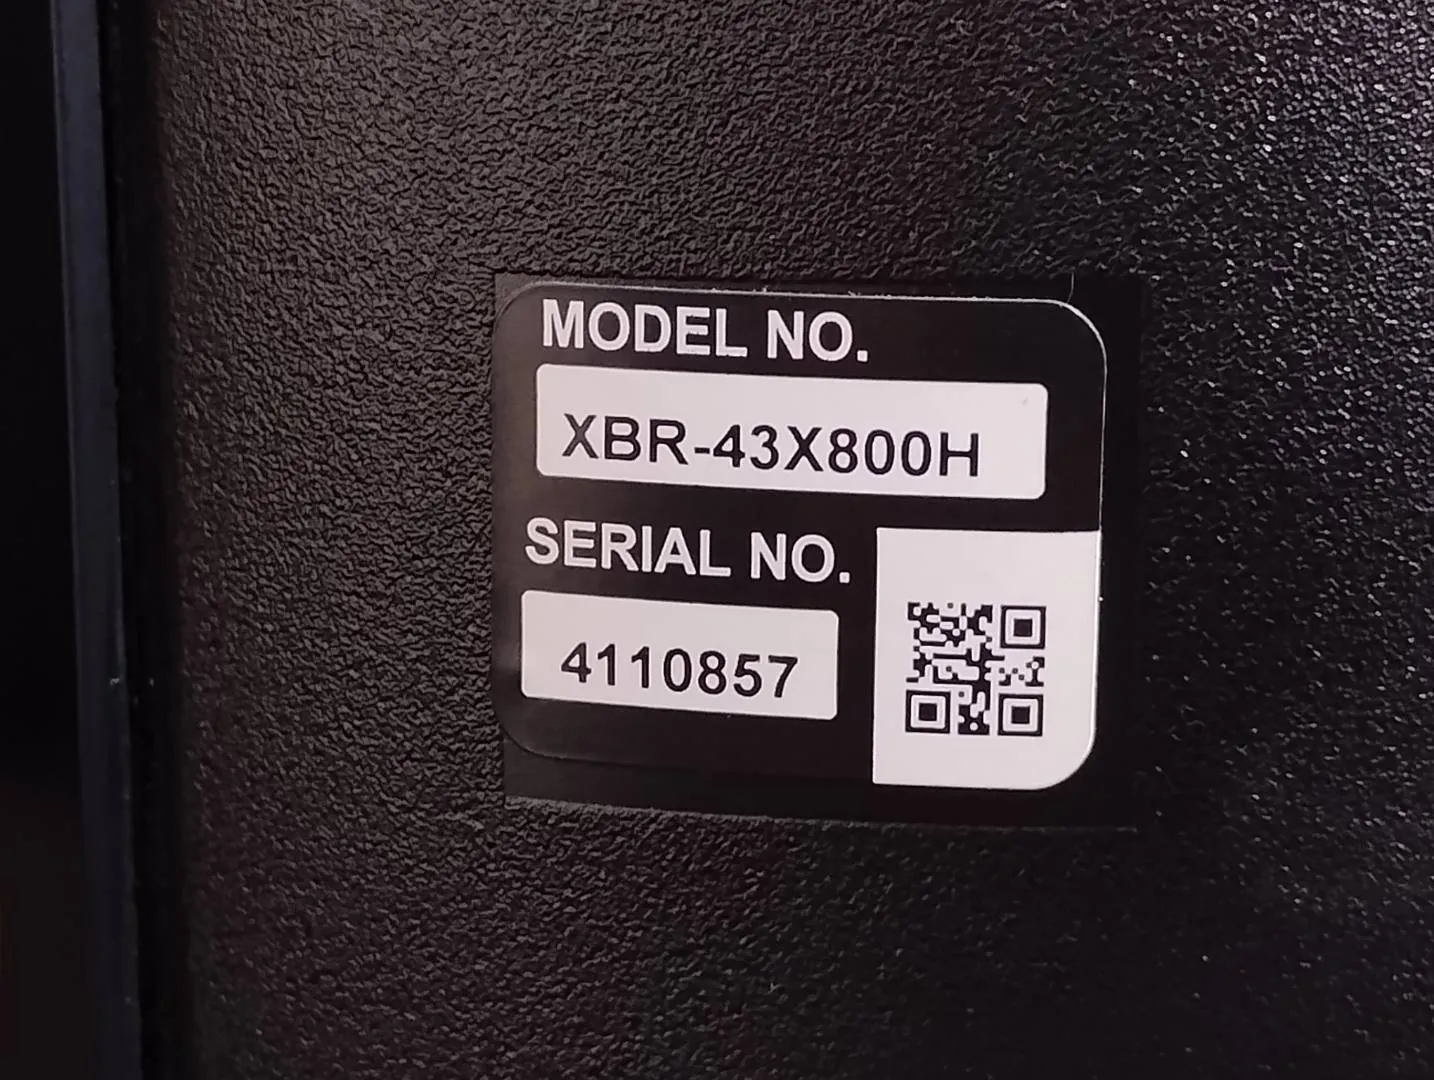 MODEL NO.
XBR-43X800H
SERIAL NO.
4110857